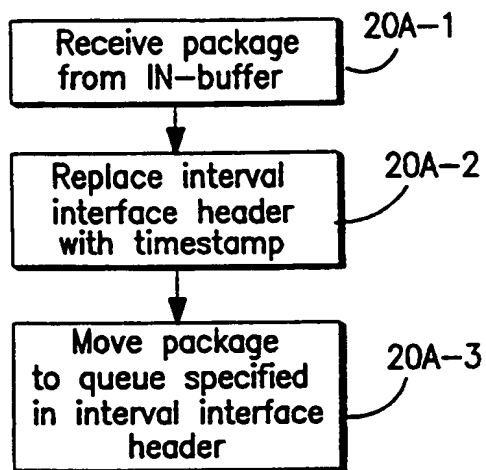 Receive package
from IN-buffer
20A-1
Replace interval
interface header
with timestamp
20A-2
Move package
to queue specified
in interval interface
header
20A-3